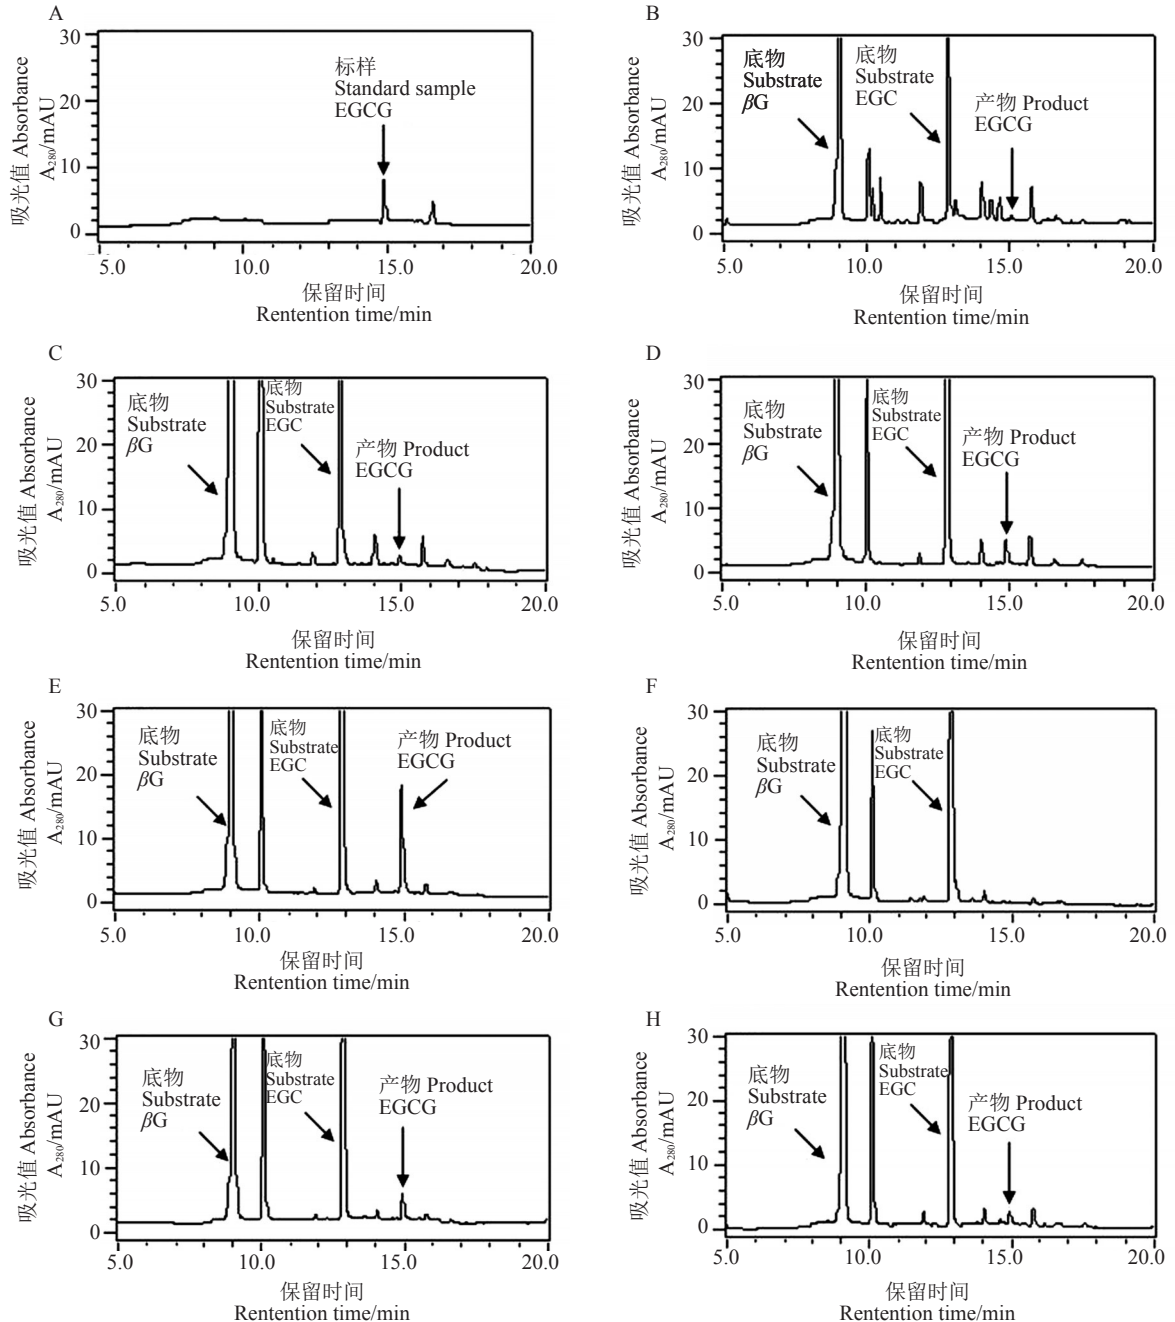 A
30
20
10
0
吸光值 Absorbance
A280/mAU
标样
Standard sample
EGCG
5.0 10.0 15.0 20.0
保留时间
Rentention time/min
B
30
20
10
0
吸光值 Absorbance
A280/mAU
底物
Substrate
βG
底物
Substrate
EGC
产物 Product
EGCG
5.0 10.0 15.0 20.0
保留时间
Rentention time/min
C
30
20
10
0
吸光值 Absorbance
A280/mAU
底物
Substrate
βG
底物
Substrate
EGC
产物 Product
EGCG
5.0 10.0 15.0 20.0
保留时间
Rentention time/min
D
30
20
10
0
吸光值 Absorbance
A280/mAU
底物
Substrate
βG
底物
Substrate
EGC
产物 Product
EGCG
5.0 10.0 15.0 20.0
保留时间
Rentention time/min
E
30
20
10
0
吸光值 Absorbance
A280/mAU
底物
Substrate
βG
底物
Substrate
EGC
产物 Product
EGCG
5.0 10.0 15.0 20.0
保留时间
Rentention time/min
F
30
20
10
0
吸光值 Absorbance
A280/mAU
底物
Substrate
βG
底物
Substrate
EGC
5.0 10.0 15.0 20.0
保留时间
Rentention time/min
G
30
20
10
0
吸光值 Absorbance
A280/mAU
底物
Substrate
βG
底物
Substrate
EGC
产物 Product
EGCG
5.0 10.0 15.0 20.0
保留时间
Rentention time/min
H
30
20
10
0
吸光值 Absorbance
A280/mAU
底物
Substrate
βG
底物
Substrate
EGC
产物 Product
EGCG
5.0 10.0 15.0 20.0
保留时间
Rentention time/min